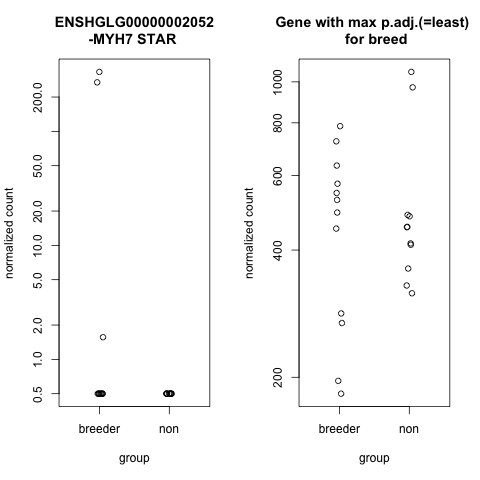 ENSHGLG00000002052
-MYH7 STAR
normalized count
200.0
50.0
20.0
10.0
5.0
2.0
1.0
0.5
breeder
non
group
Gene with max p.adj.(=least)
for breed
normalized count
1000
800
600
400
200
breeder
non
group